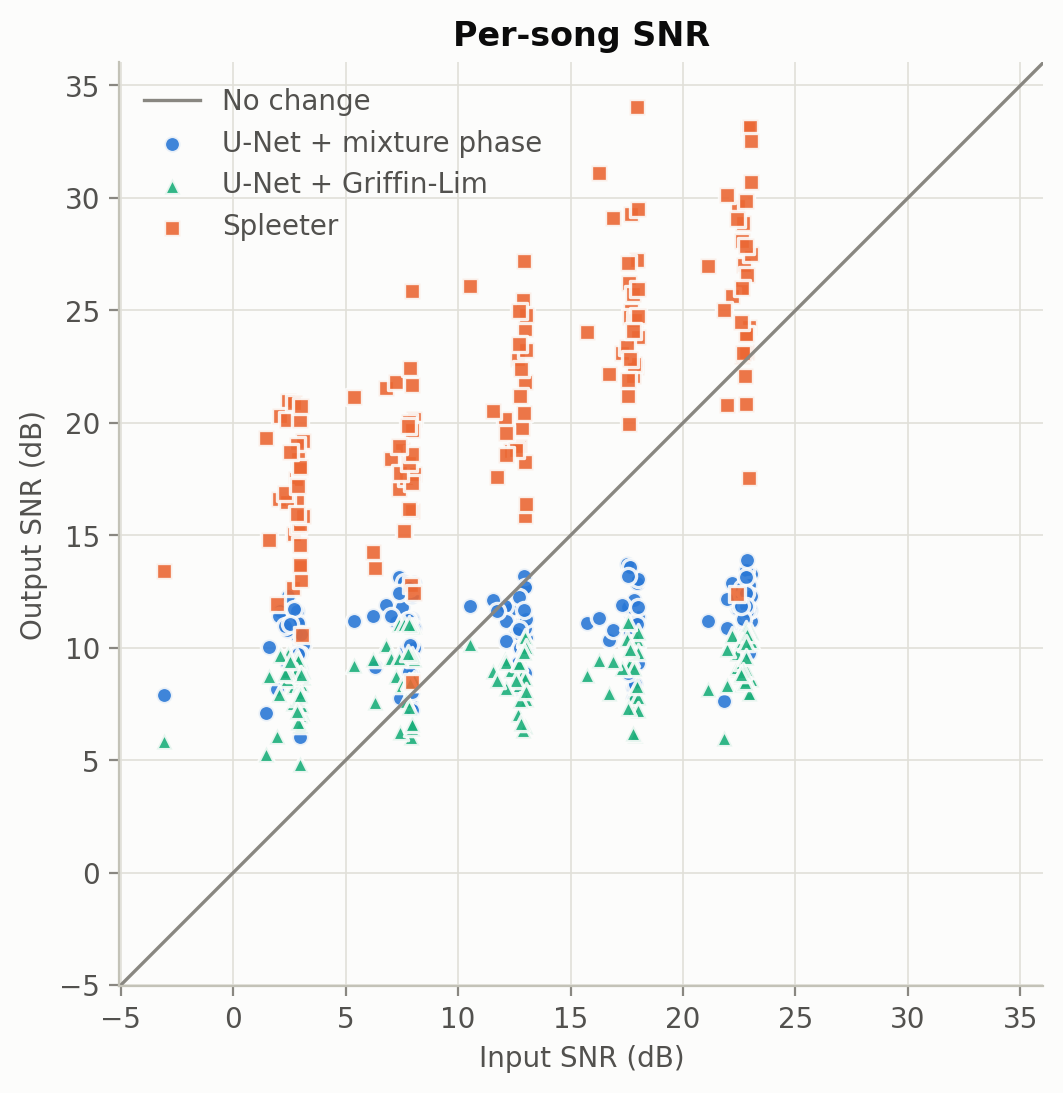 Per-song SNR
No change
U-Net + mixture phase
U-Net + Griffin-Lim
Spleeter
35
30
25
20
15
10
5
0
−5
Output SNR (dB)
−5 0 5 10 15 20 25 30 35
Input SNR (dB)